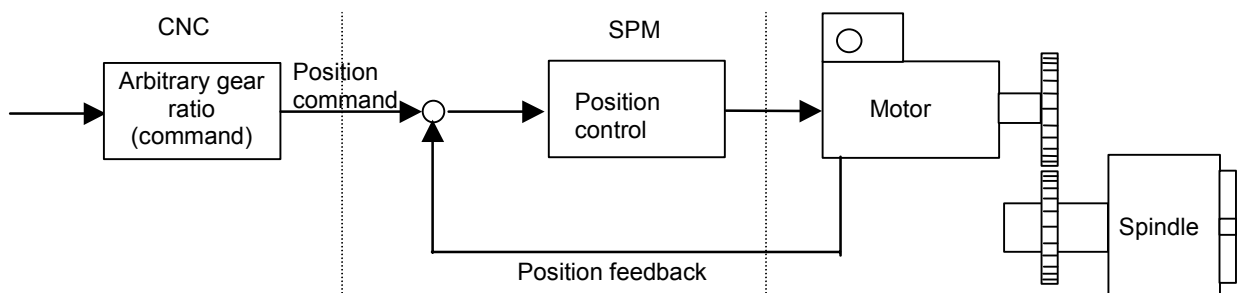 CNC
SPM
Arbitrary gear
ratio
(command)
Position
command
Position
control
Motor
Spindle
Position feedback